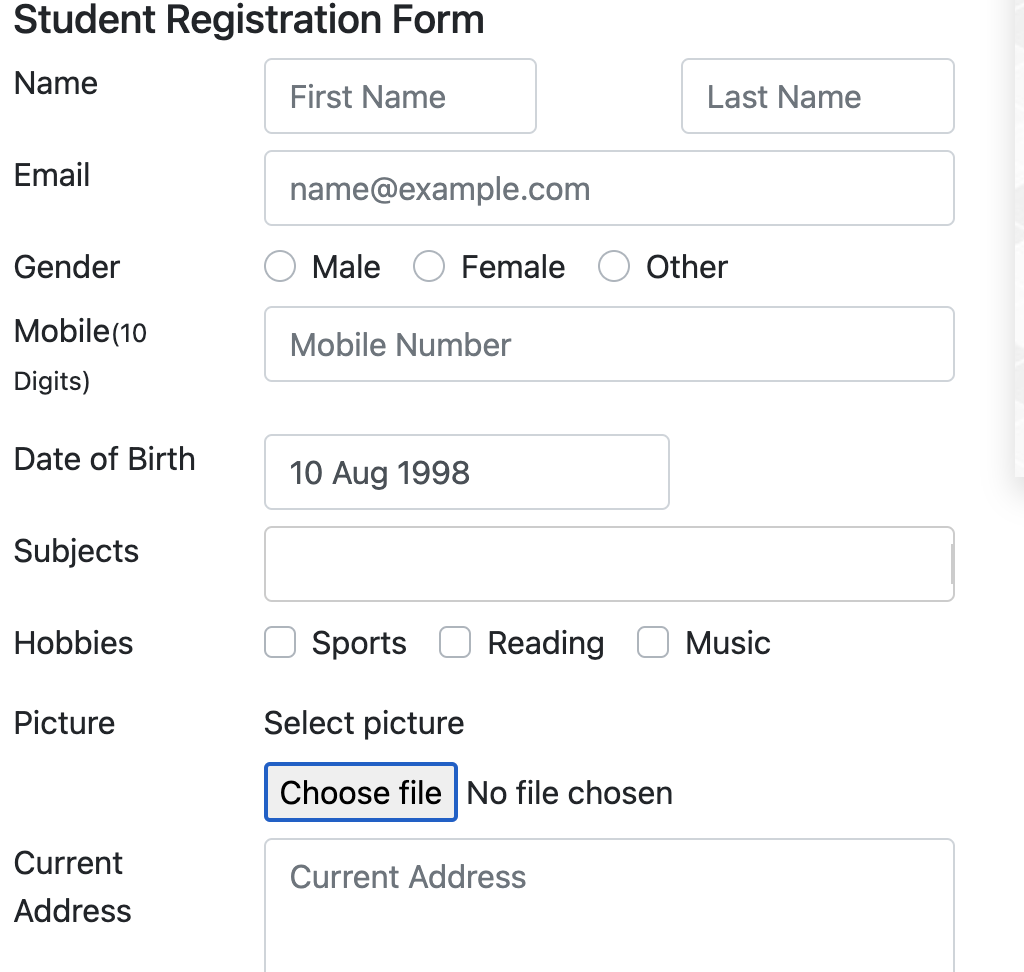 Student Registration Form
Name First Name Last Name
Email name@example.com
Gender Male Female Other
Mobile(10 Digits) Mobile Number
Date of Birth 10 Aug 1998
Subjects
Hobbies Sports Reading Music
Picture Select picture
Choose file No file chosen
Current Address Current Address